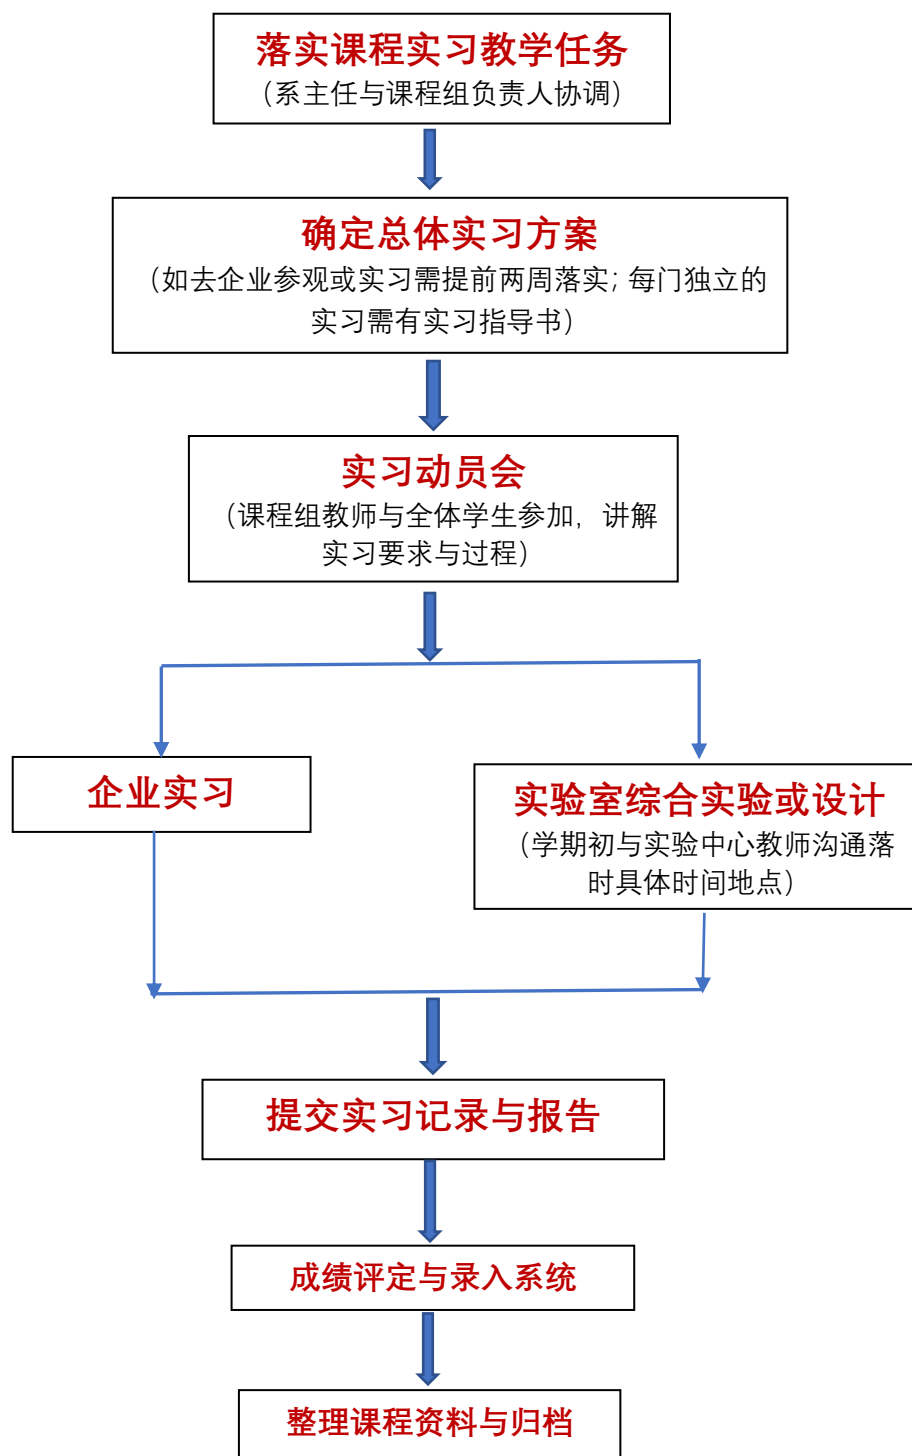 落实课程实习教学任务
（系主任与课程组负责人协调）
确定总体实习方案
（如去企业参观或实习需提前两周落实；每门独立的
实习需有实习指导书）
实习动员会
（课程组教师与全体学生参加，讲解
实习要求与过程）
企业实习
实验室综合实验或设计
（学期初与实验中心教师沟通落
时具体时间地点）
提交实习记录与报告
成绩评定与录入系统
整理课程资料与归档